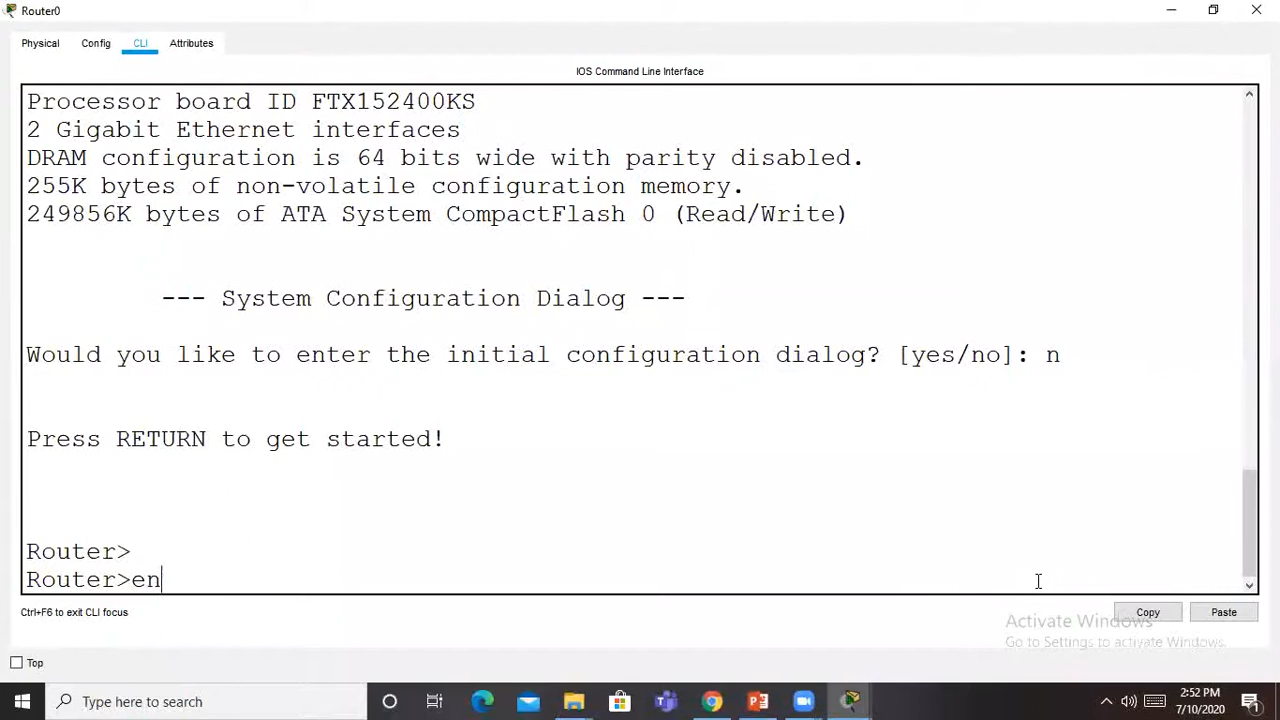 Router0
Physical Config CLI Attributes
IOS Command Line Interface
Processor board ID FTX152400KS
2 Gigabit Ethernet interfaces
DRAM configuration is 64 bits wide with parity disabled.
255K bytes of non-volatile configuration memory.
249856K bytes of ATA System CompactFlash 0 (Read/Write)
--- System Configuration Dialog ---
Would you like to enter the initial configuration dialog? [yes/no]: n
Press RETURN to get started!
Router>
Router>en
Ctrl+F6 to exit CLI focus
Copy Paste
Activate Windows
Go to Settings to activate Windows.
Top
Type here to search
2:52 PM
7/10/2020
1